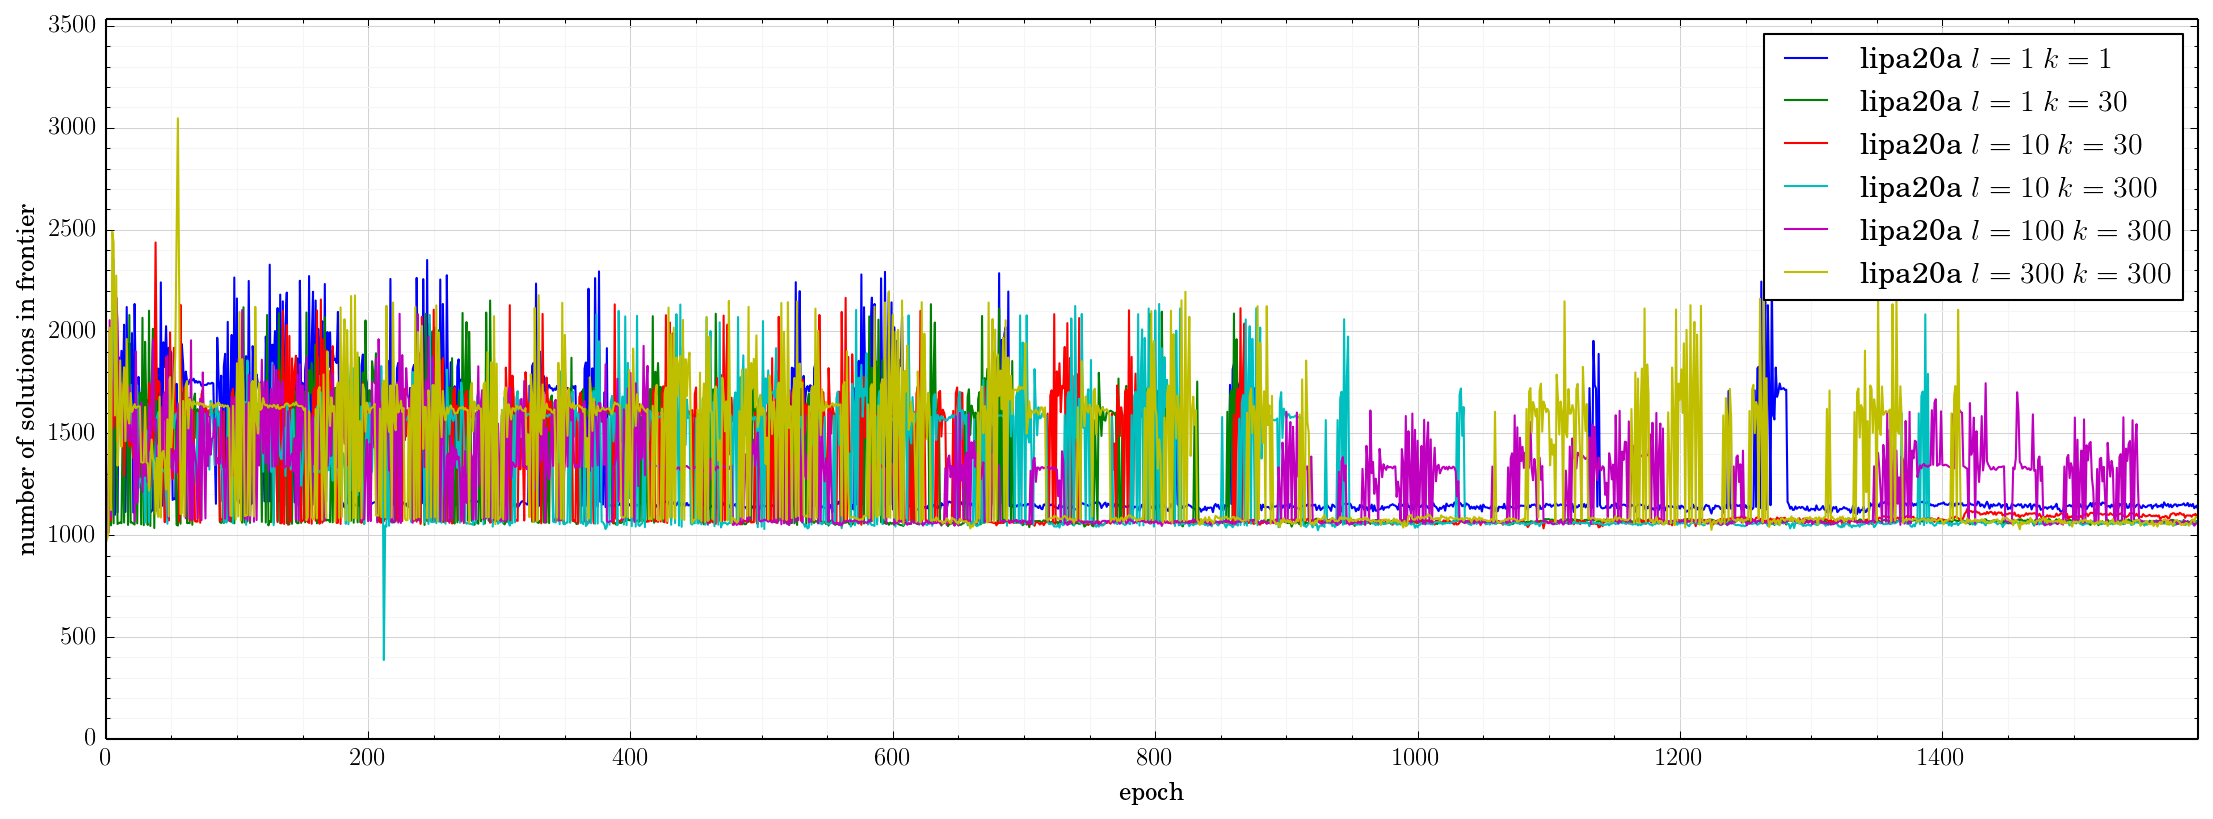 3500
3000
2500
2000
1500
1000
500
0
number of solutions in frontier
lipa20a l = 1 k = 1
lipa20a l = 1 k = 30
lipa20a l = 10 k = 30
lipa20a l = 10 k = 300
lipa20a l = 100 k = 300
lipa20a l = 300 k = 300
0 200 400 600 800 1000 1200 1400
epoch